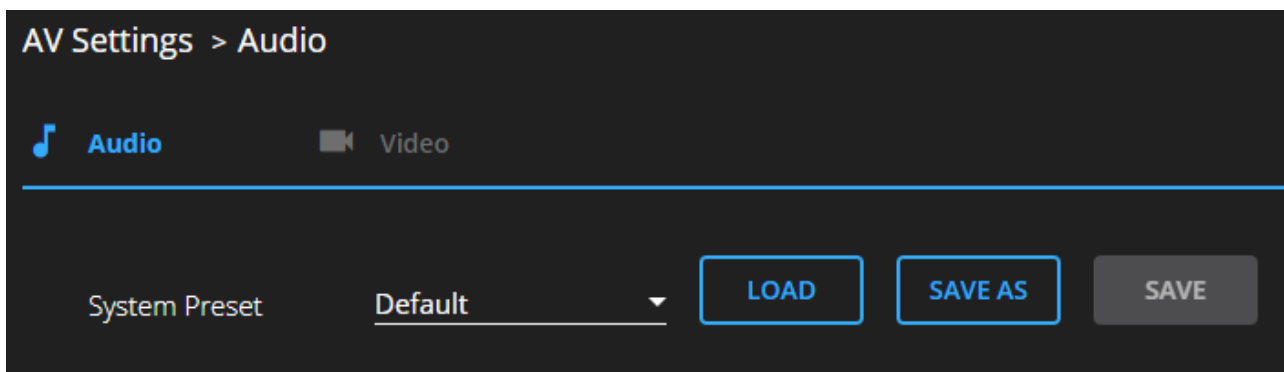 AV Settings > Audio
Audio Video
System Preset Default LOAD SAVE AS SAVE